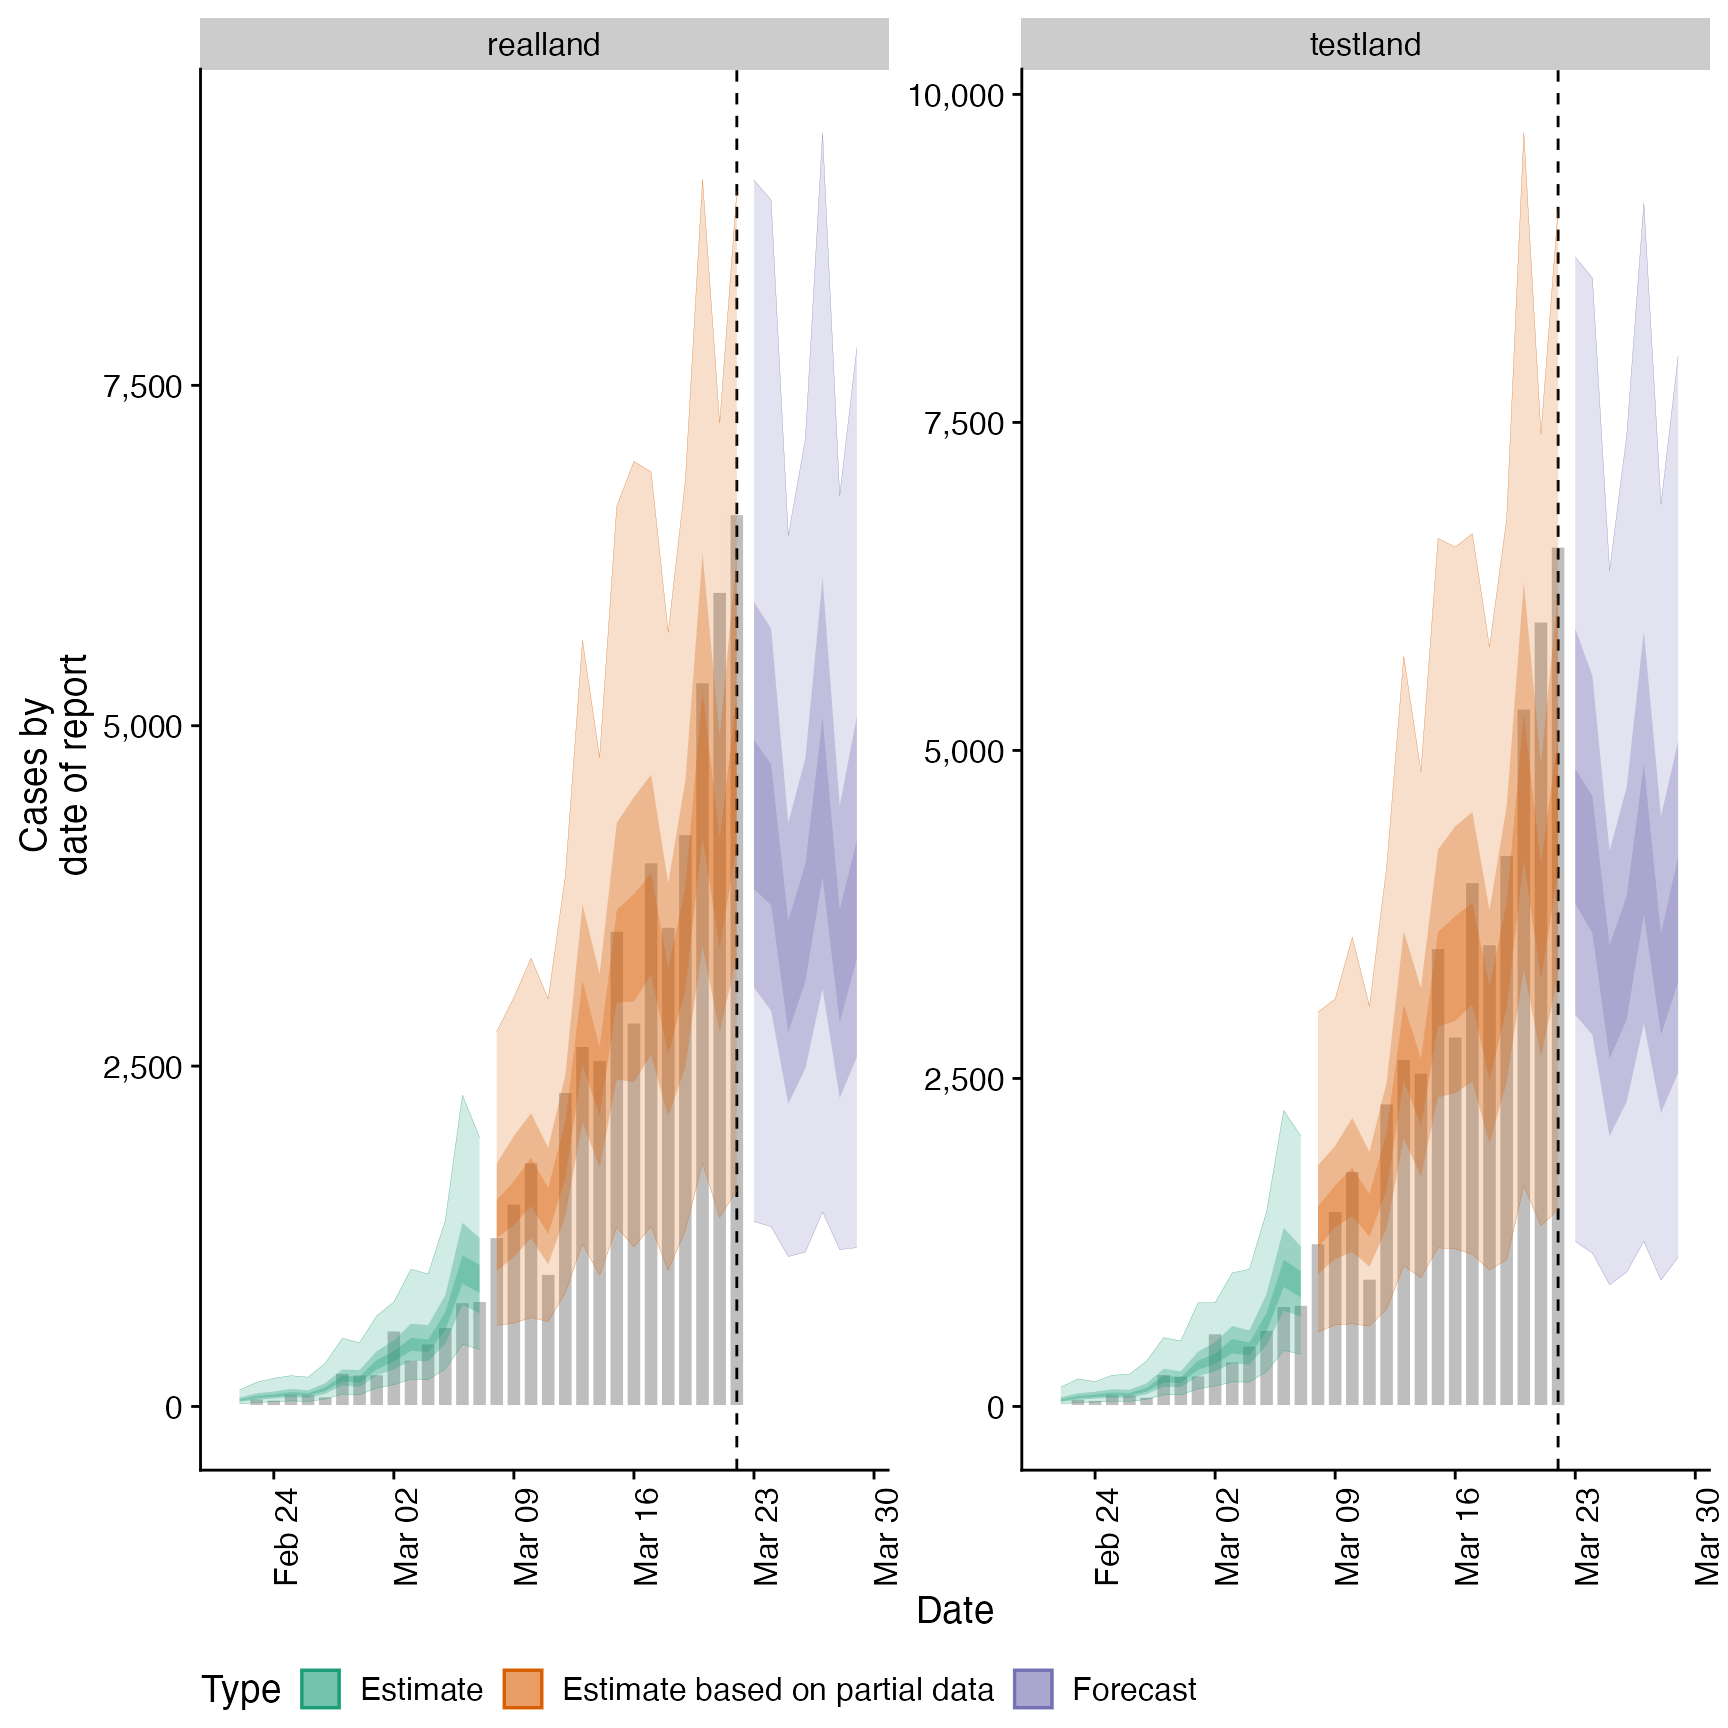 realland
testland
Cases by
date of report
0
2,500
5,000
7,500
0
2,500
5,000
7,500
10,000
Feb 24
Mar 02
Mar 09
Mar 16
Mar 23
Mar 30
Feb 24
Mar 02
Mar 09
Mar 16
Mar 23
Mar 30
Date
Type Estimate Estimate based on partial data Forecast